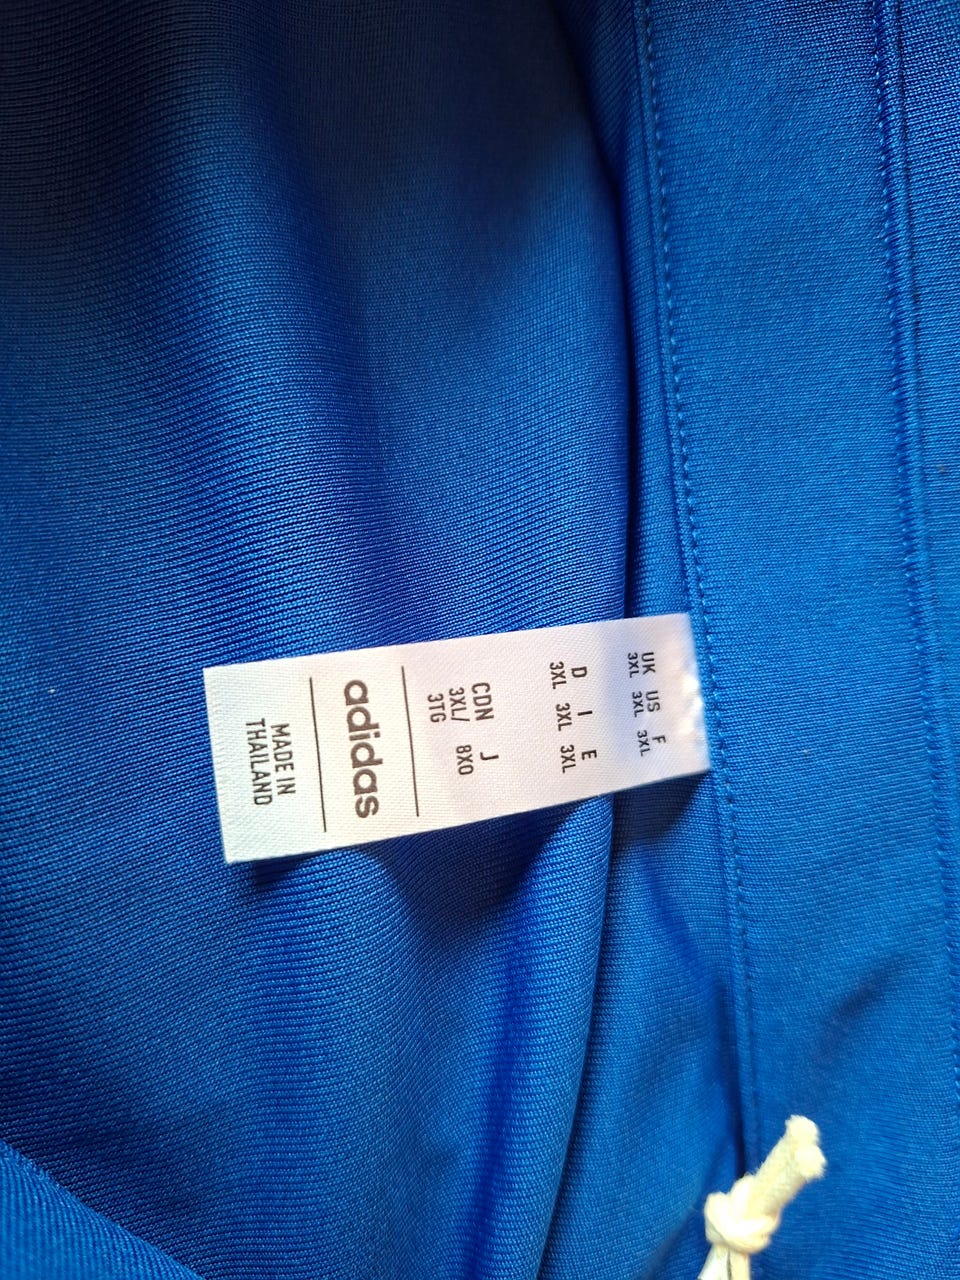 UK US F
3XL 3XL 3XL
D I E
3XL 3XL 3XL
CDN J
3XL/ 8XO
3TG
adidas
MADE IN
THAILAND